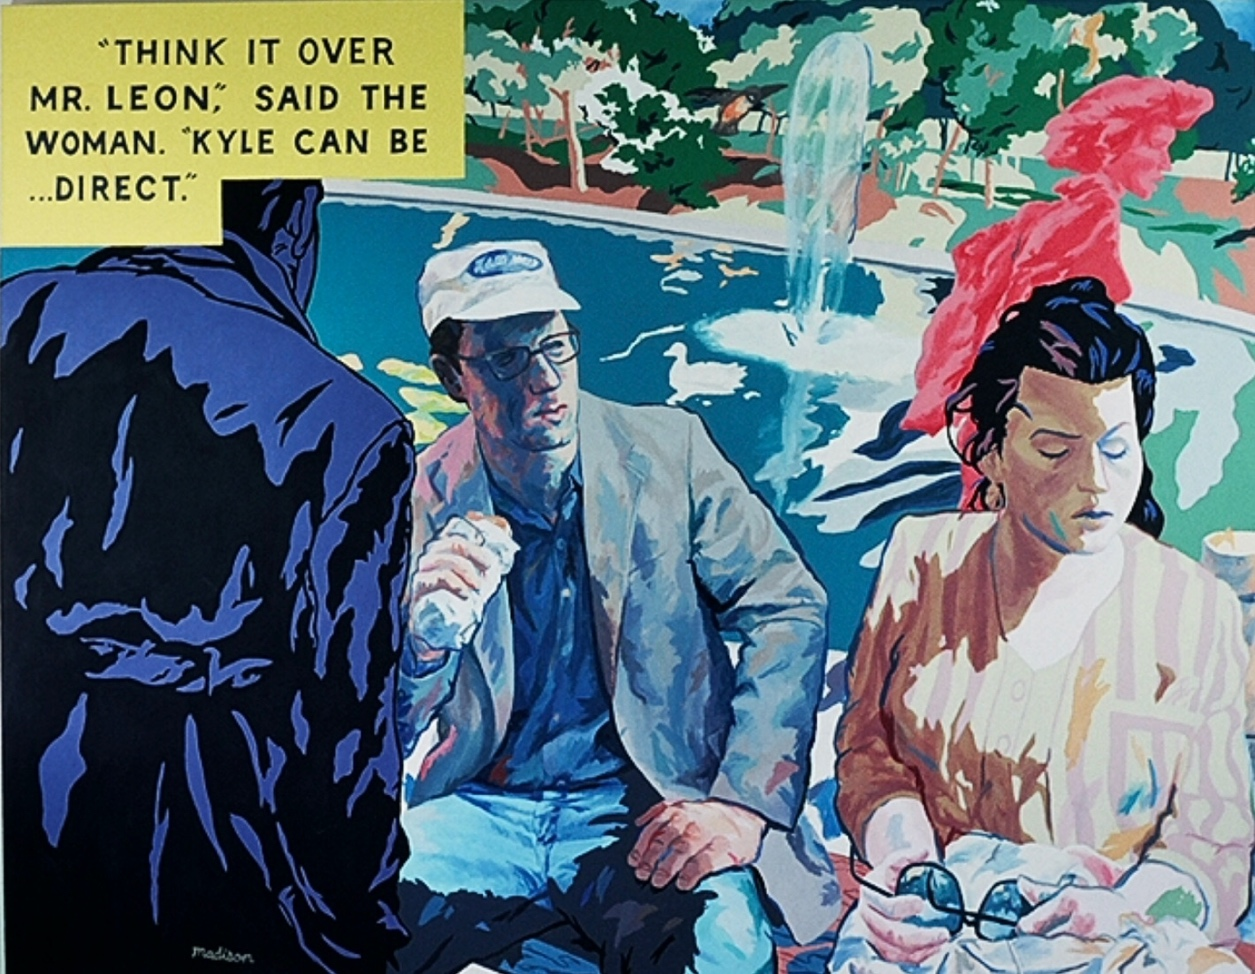 “THINK IT OVER
MR. LEON,” SAID THE
WOMAN. “KYLE CAN BE
...DIRECT.”
madison